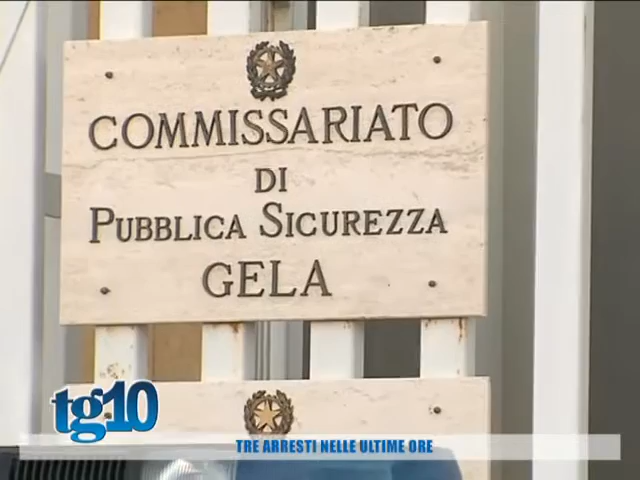 COMMISSARIATO
DI
PUBBLICA SICUREZZA
GELA
tg10
TRE ARRESTI NELLE ULTIME ORE